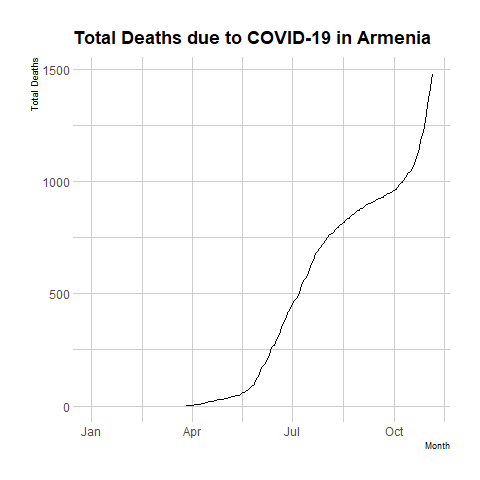 Total Deaths due to COVID-19 in Armenia
Total Deaths
1500
1000
500
0
Jan Apr Jul Oct
Month